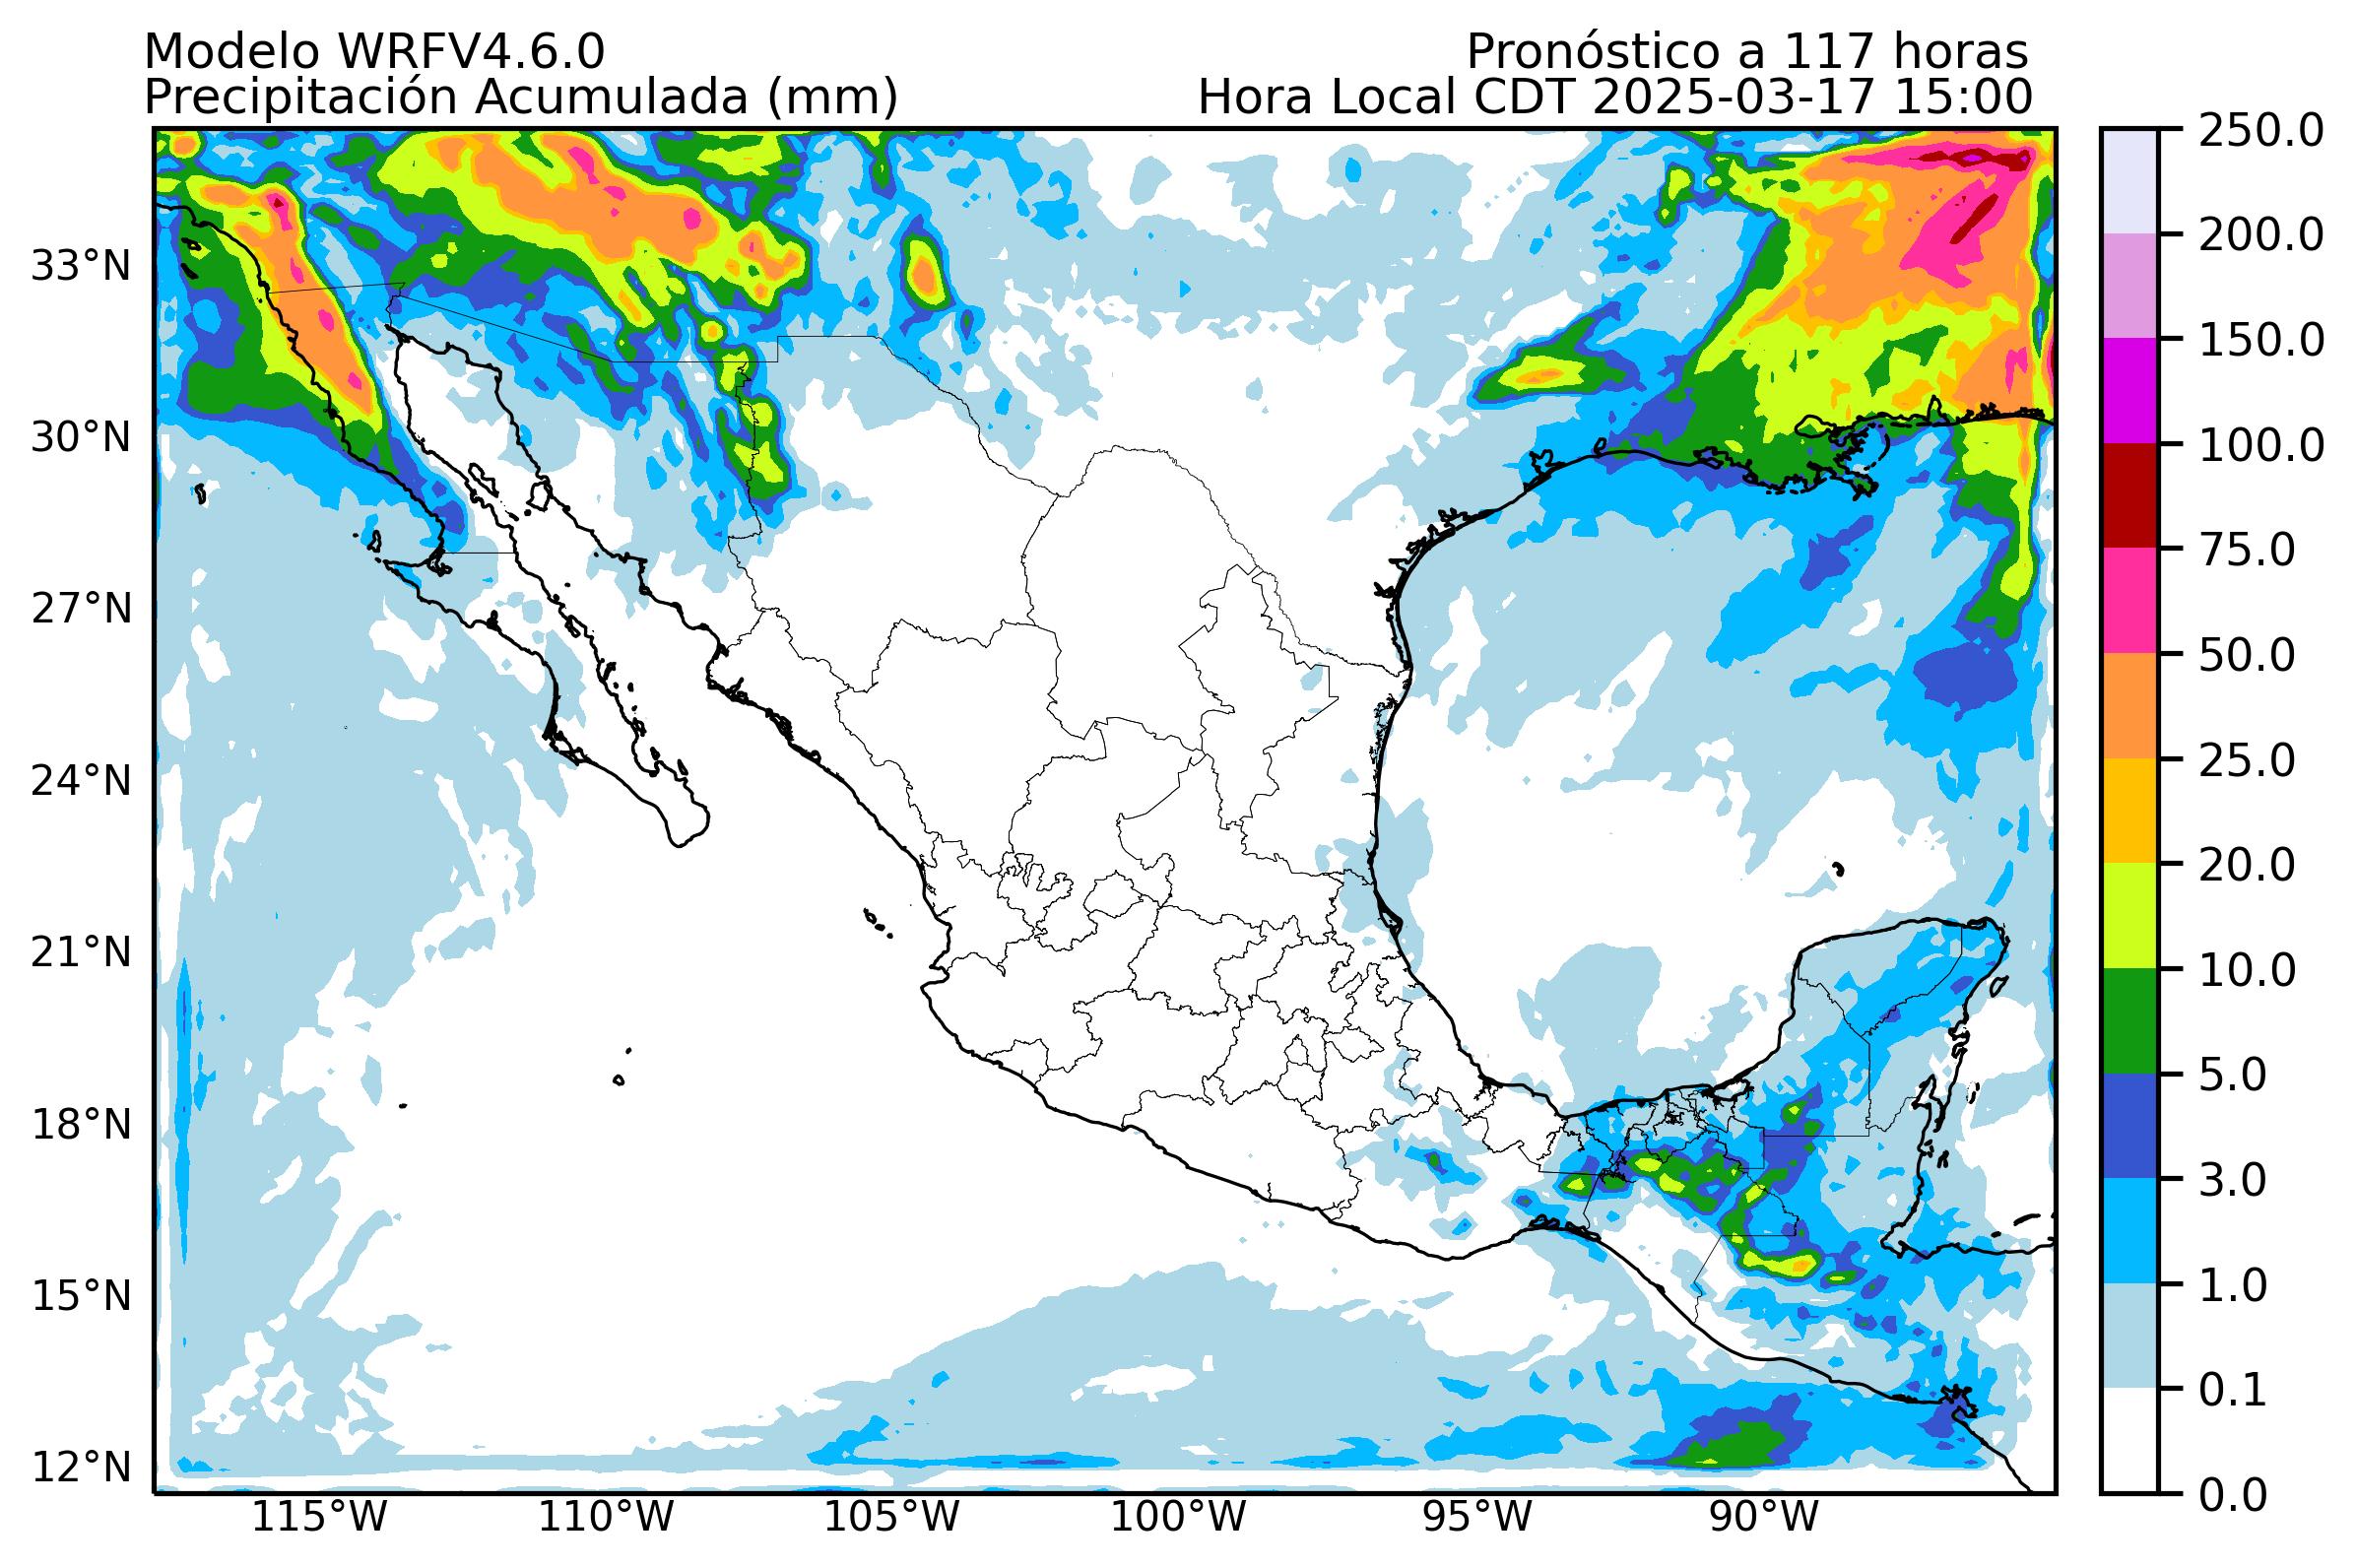 Modelo WRFV4.6.0
Pronóstico a 117 horas
Precipitación Acumulada (mm)
Hora Local CDT 2025-03-17 15:00
33°N
30°N
27°N
24°N
21°N
18°N
15°N
12°N
115°W
110°W
105°W
100°W
95°W
90°W
250.0
200.0
150.0
100.0
75.0
50.0
25.0
20.0
10.0
5.0
3.0
1.0
0.1
0.0